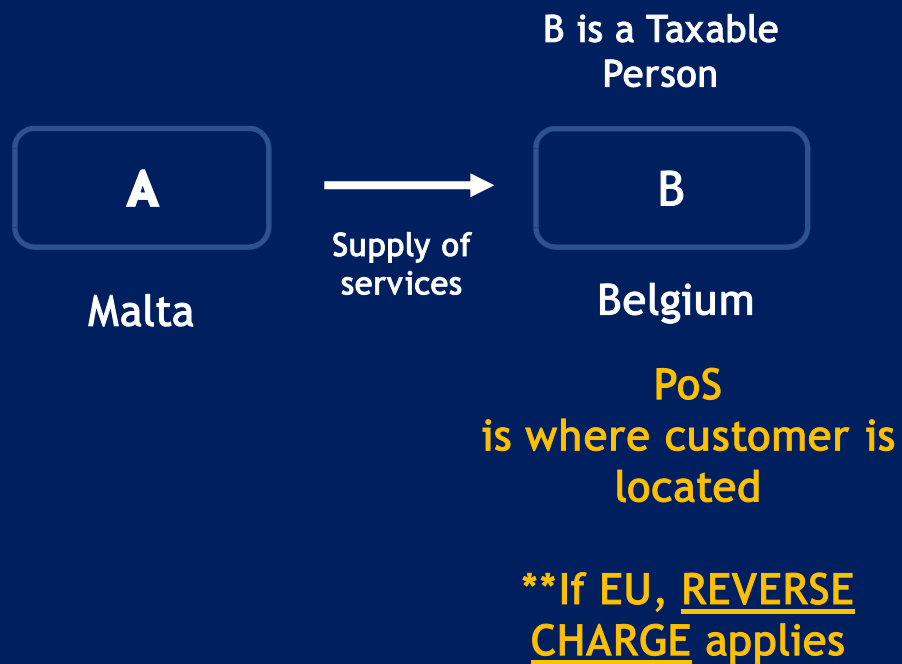 B is a Taxable
Person
A
B
Supply of
services
Malta
Belgium
PoS
is where customer is
located
**If EU, REVERSE
CHARGE applies